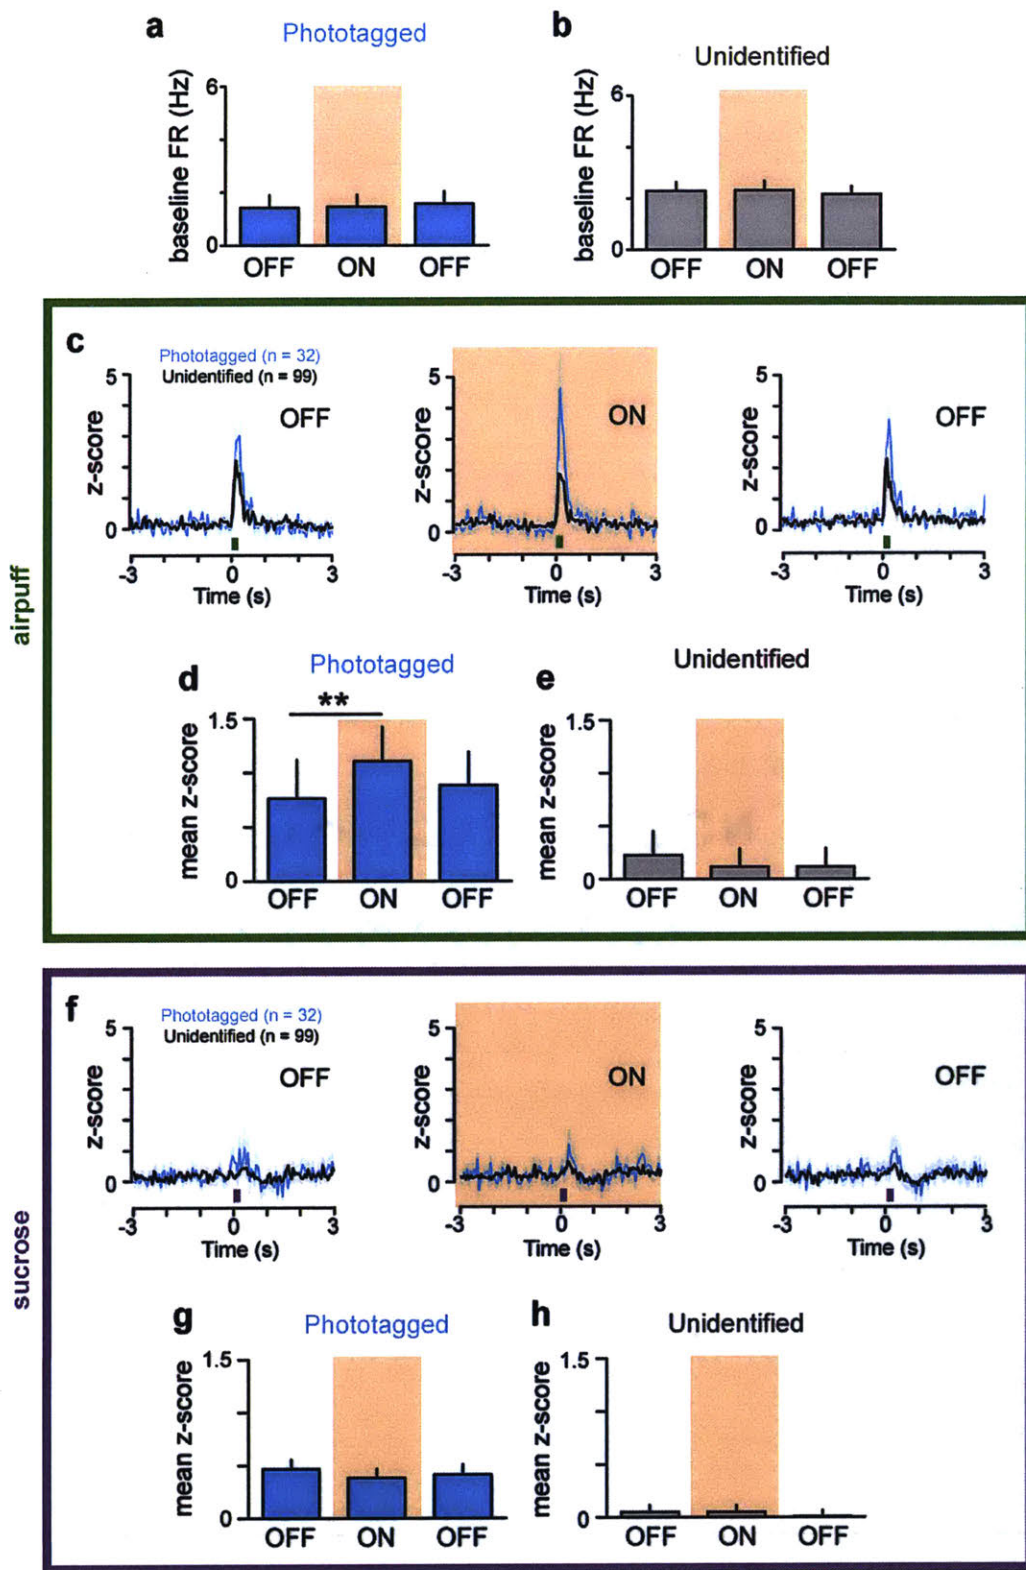 a
Phototagged
baseline FR (Hz)
6
0
OFF ON OFF
b
Unidentified
baseline FR (Hz)
6
0
OFF ON OFF
airpuff
c
Phototagged (n = 32)
Unidentified (n = 99)
OFF
z-score
5
0
-3 0 3
Time (s)
ON
z-score
5
0
-3 0 3
Time (s)
OFF
z-score
5
0
-3 0 3
Time (s)
d
Phototagged
**
mean z-score
1.5
0
OFF ON OFF
e
Unidentified
mean z-score
1.5
0
OFF ON OFF
sucrose
f
Phototagged (n = 32)
Unidentified (n = 99)
OFF
z-score
5
0
-3 0 3
Time (s)
ON
z-score
5
0
-3 0 3
Time (s)
OFF
z-score
5
0
-3 0 3
Time (s)
g
Phototagged
mean z-score
1.5
0
OFF ON OFF
h
Unidentified
mean z-score
1.5
0
OFF ON OFF